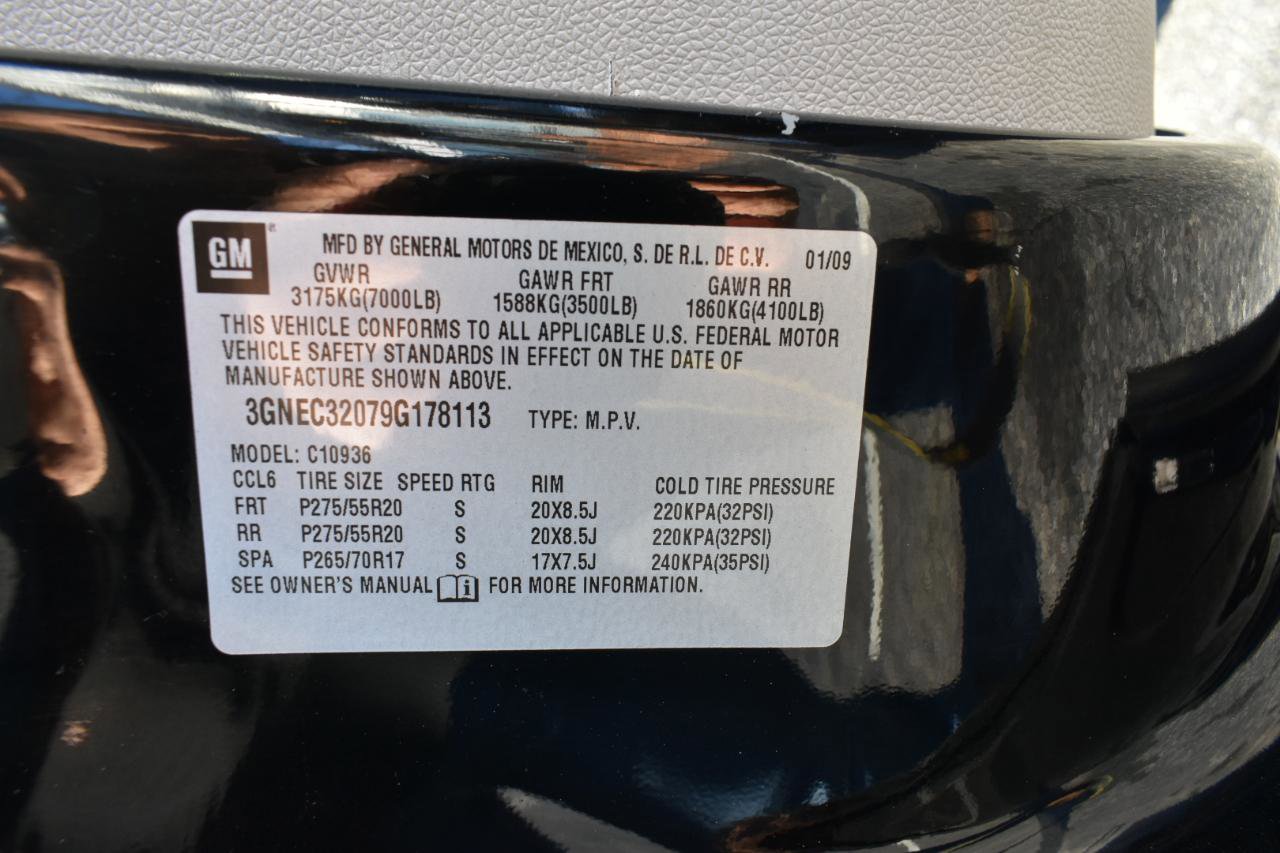 GM® MFD BY GENERAL MOTORS DE MEXICO, S. DE R.L. DE C.V. 01/09
GVWR GAWR FRT GAWR RR
3175KG(7000LB) 1588KG(3500LB) 1860KG(4100LB)
THIS VEHICLE CONFORMS TO ALL APPLICABLE U.S. FEDERAL MOTOR
VEHICLE SAFETY STANDARDS IN EFFECT ON THE DATE OF
MANUFACTURE SHOWN ABOVE.
3GNEC32079G178113 TYPE: M.P.V.
MODEL: C10936
CCL6 TIRE SIZE SPEED RTG RIM COLD TIRE PRESSURE
FRT P275/55R20 S 20X8.5J 220KPA(32PSI)
RR P275/55R20 S 20X8.5J 220KPA(32PSI)
SPA P265/70R17 S 17X7.5J 240KPA(35PSI)
SEE OWNER'S MANUAL i FOR MORE INFORMATION.